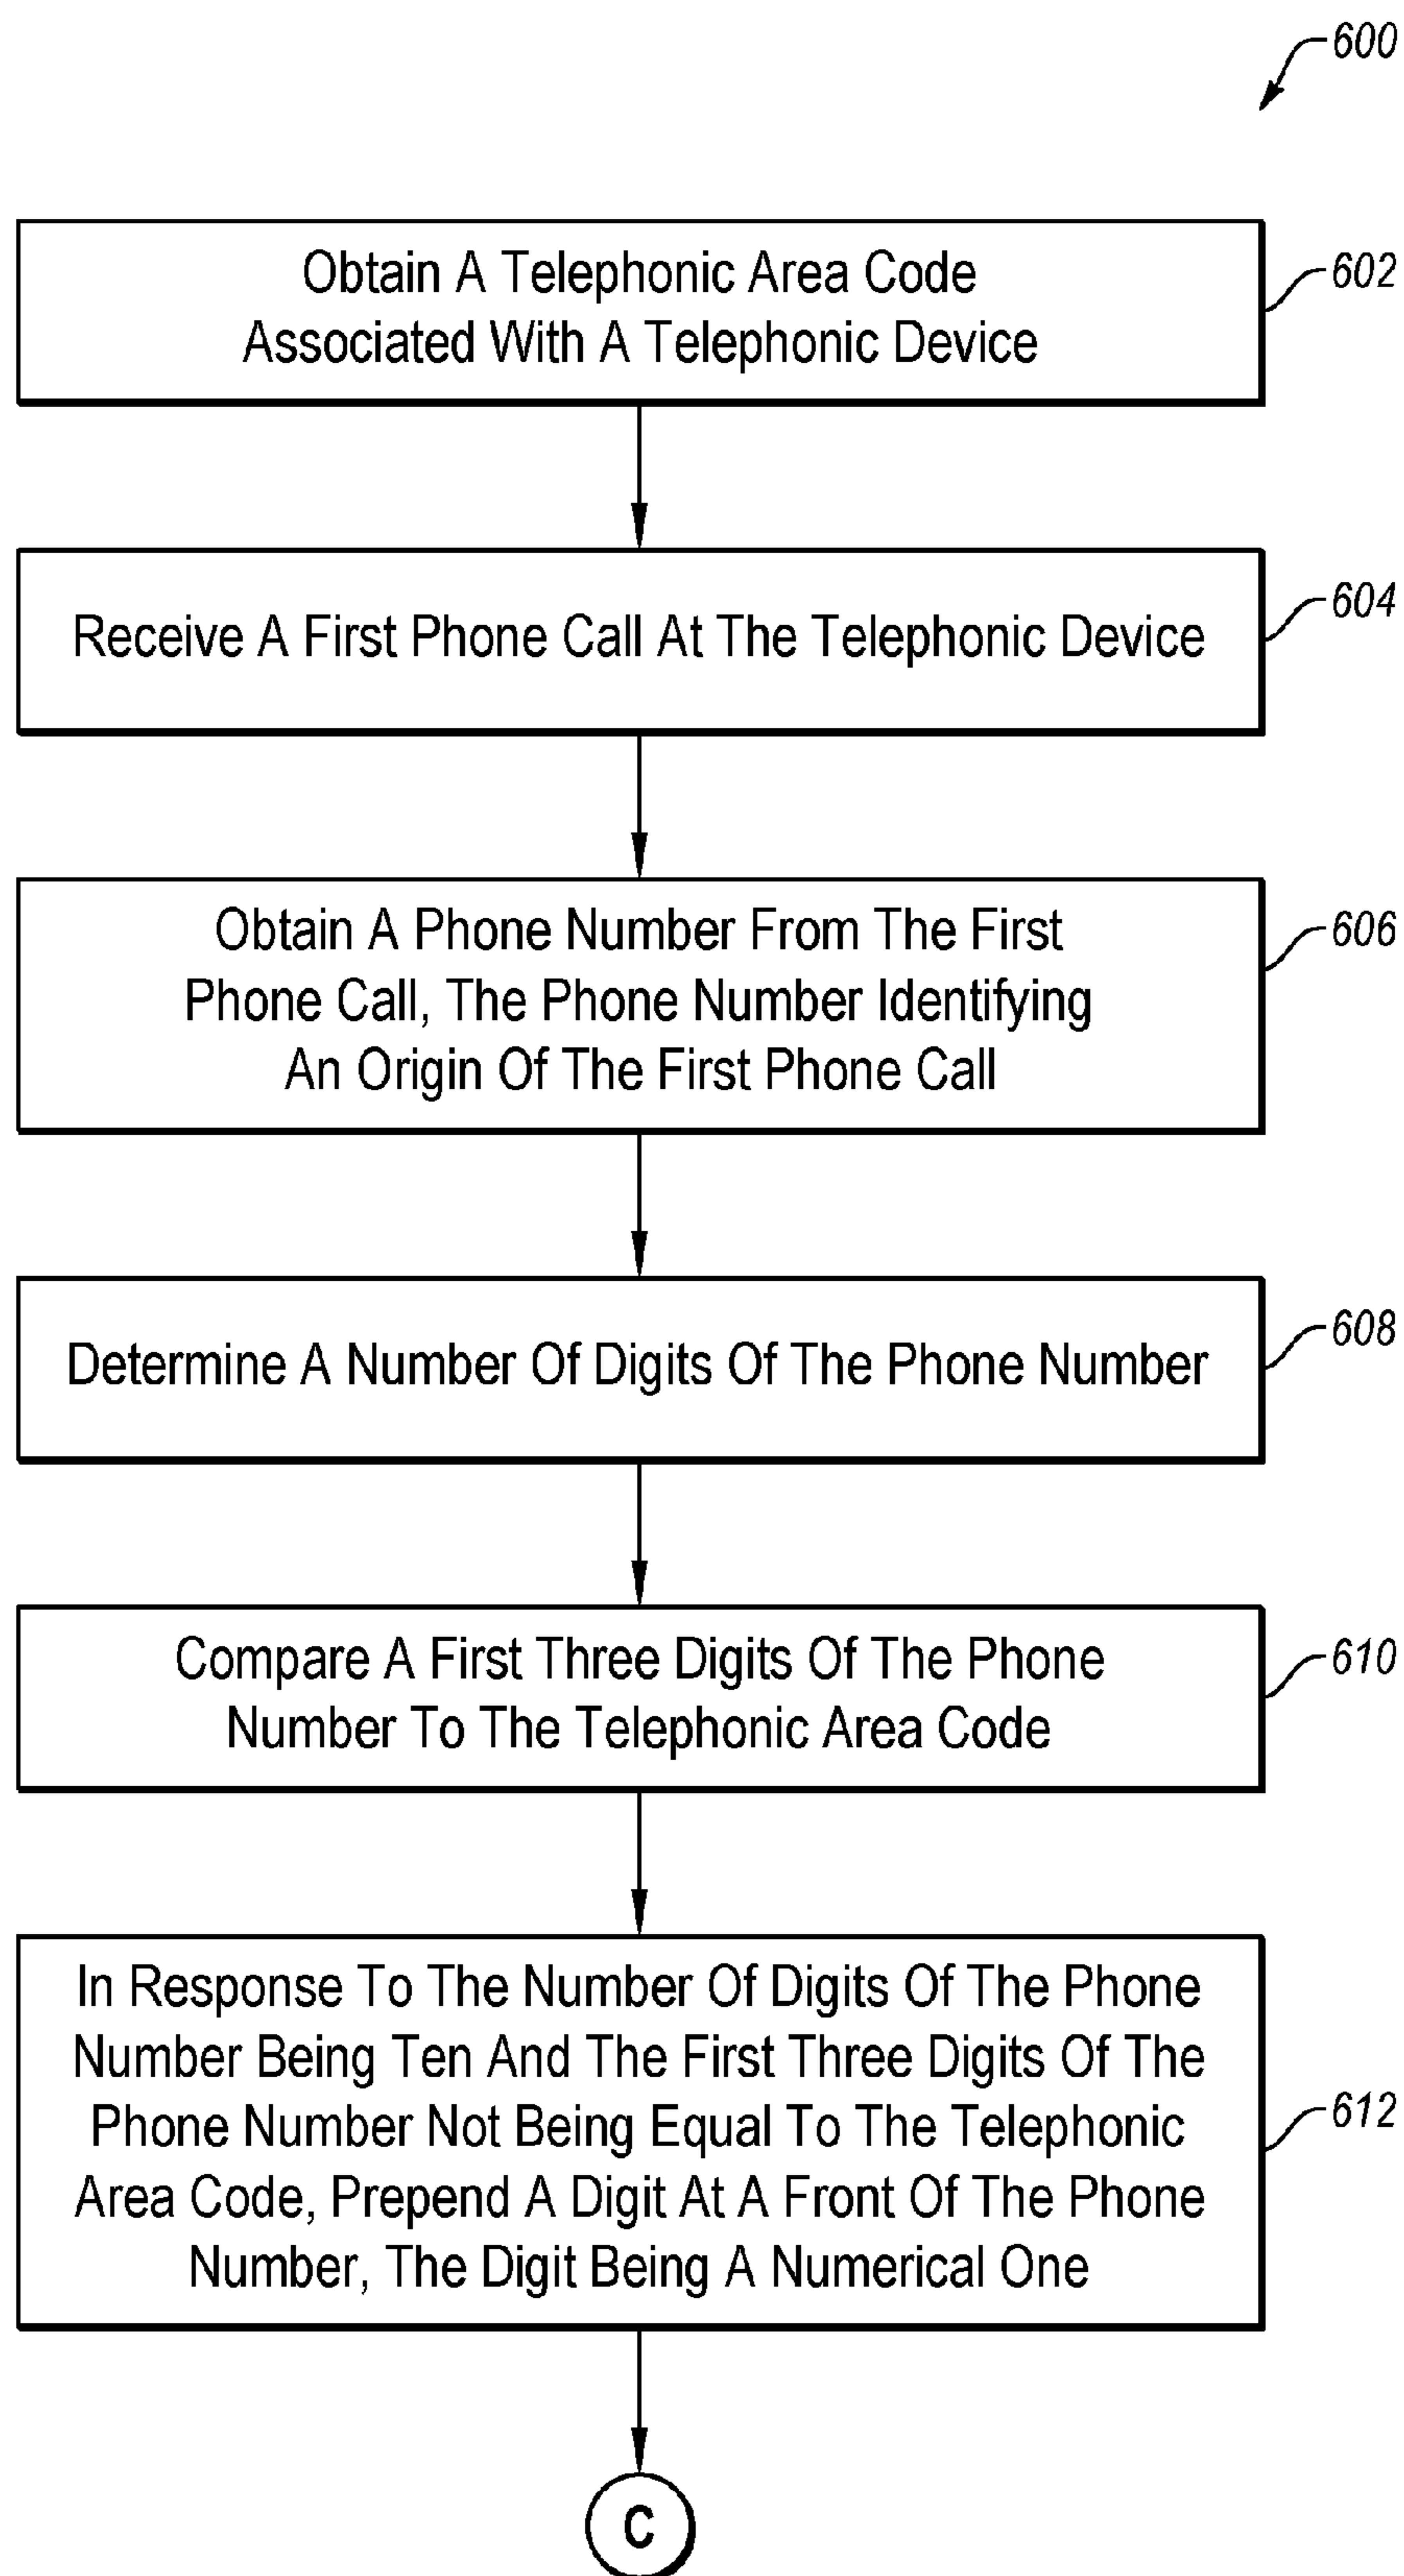 600
Obtain A Telephonic Area Code
Associated With A Telephonic Device
602
Receive A First Phone Call At The Telephonic Device
604
Obtain A Phone Number From The First
Phone Call, The Phone Number Identifying
An Origin Of The First Phone Call
606
Determine A Number Of Digits Of The Phone Number
608
Compare A First Three Digits Of The Phone
Number To The Telephonic Area Code
610
In Response To The Number Of Digits Of The Phone
Number Being Ten And The First Three Digits Of The
Phone Number Not Being Equal To The Telephonic
Area Code, Prepend A Digit At A Front Of The Phone
Number, The Digit Being A Numerical One
612
C